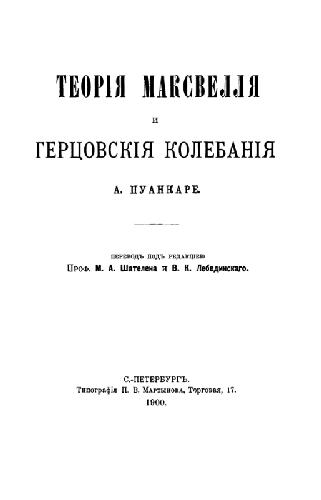 ТЕОРІЯ МАКСВЕЛЛЯ
И
ГЕРЦОВСКІЯ КОЛЕБАНІЯ
А. ПУАНКАРЕ.
ПЕРЕВОДЪ ПОДЪ РЕДАКЦІЕЮ
ПРОФ. М. А. Шателена и В. К. Лебединскаго.
С.-ПЕТЕРБУРГЪ.
Типографія П. В. Мартынова, Торговая, 17.
1900.